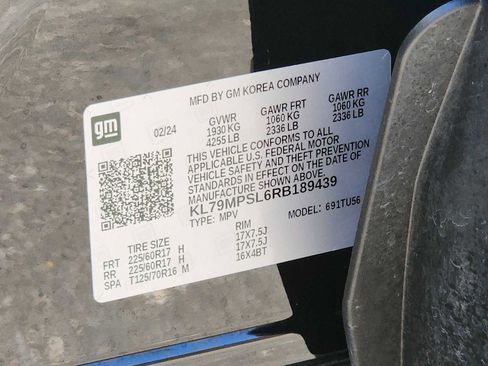 MFD BY GM KOREA COMPANY
gm
02/24
GVWR GAWR FRT GAWR RR
1930 KG 1060 KG 1060 KG
4255 LB 2336 LB 2336 LB
THIS VEHICLE CONFORMS TO ALL
APPLICABLE U.S. FEDERAL MOTOR
VEHICLE SAFETY AND THEFT PREVENTION
STANDARDS IN EFFECT ON THE DATE OF
MANUFACTURE SHOWN ABOVE.
KL79MPSL6RB189439
TYPE: MPV MODEL: 691TU56
TIRE SIZE RIM
FRT 225/60R17 H 17X7.5J
RR 225/60R17 H 17X7.5J
SPA T125/70R16 M 16X4BT